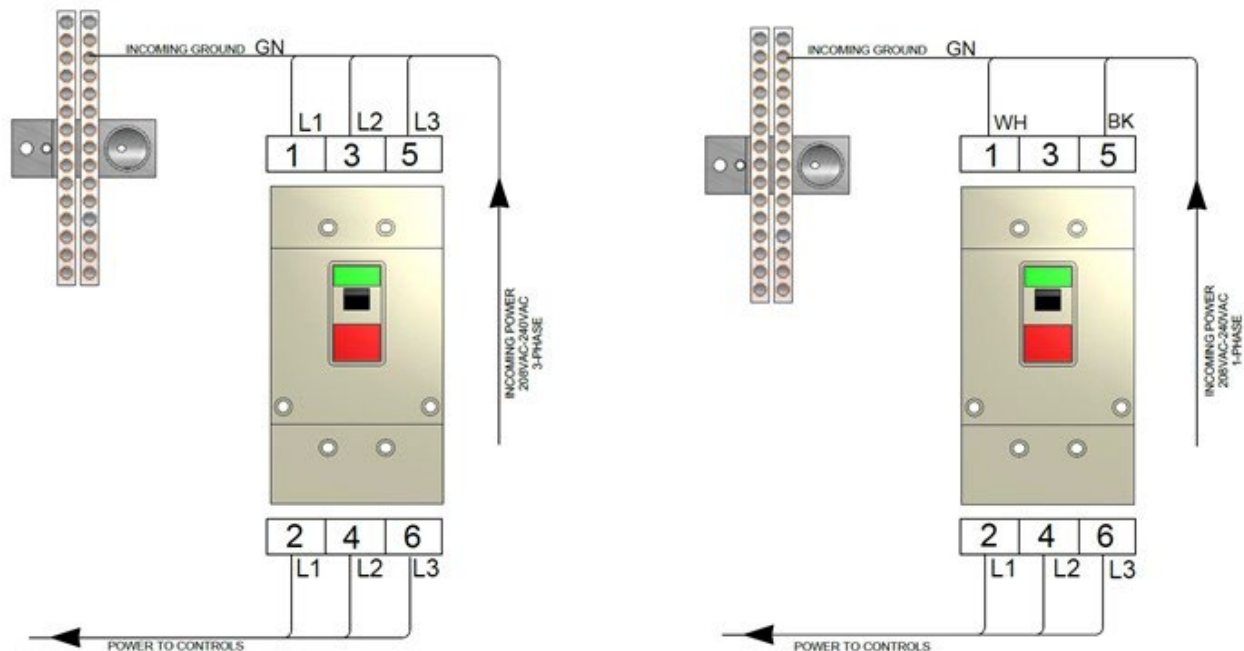 INCOMING GROUND GN
L1 L2 L3
1 3 5
INCOMING POWER
208VAC-240VAC
3-PHASE
2 4 6
L1 L2 L3
POWER TO CONTROLS
INCOMING GROUND GN
WH BK
1 3 5
INCOMING POWER
208VAC-240VAC
1-PHASE
2 4 6
L1 L2 L3
POWER TO CONTROLS